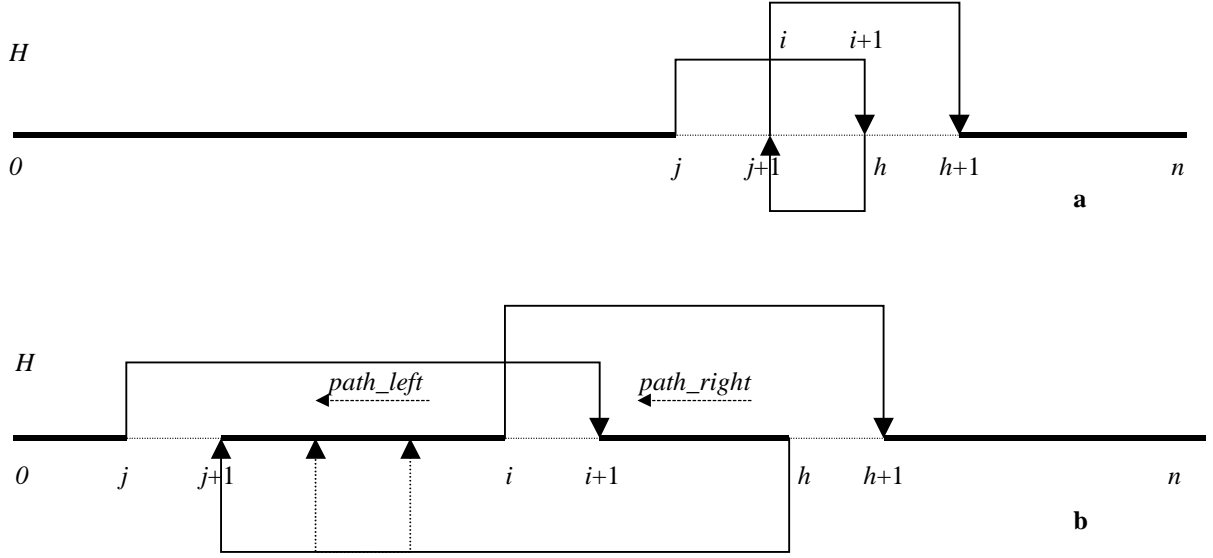 i i+1
H
0 j j+1 h h+1 n
a
H
path_left path_right
0 j j+1 i i+1 h h+1 n
b